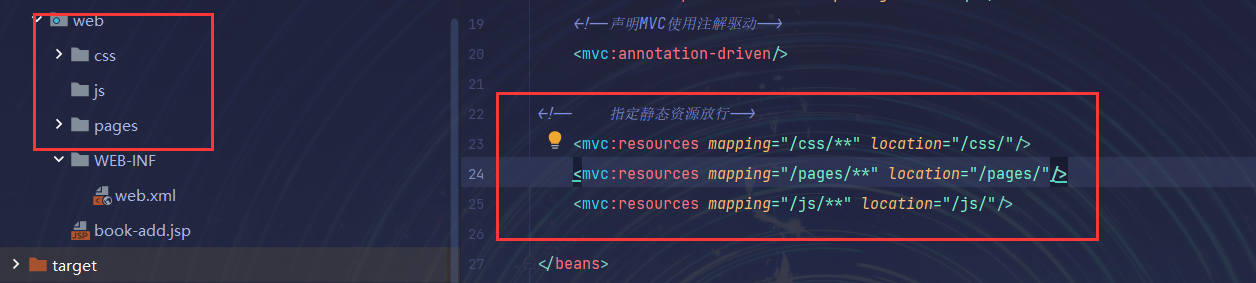 web
css
js
pages
WEB-INF
web.xml
book-add.jsp
target
19 <!--声明MVC使用注解驱动-->
20 <mvc:annotation-driven/>
21
22 <!-- 指定静态资源放行-->
23 <mvc:resources mapping="/css/**" location="/css/"/>
24 <mvc:resources mapping="/pages/**" location="/pages/"/>
25 <mvc:resources mapping="/js/**" location="/js/"/>
26
27 </beans>